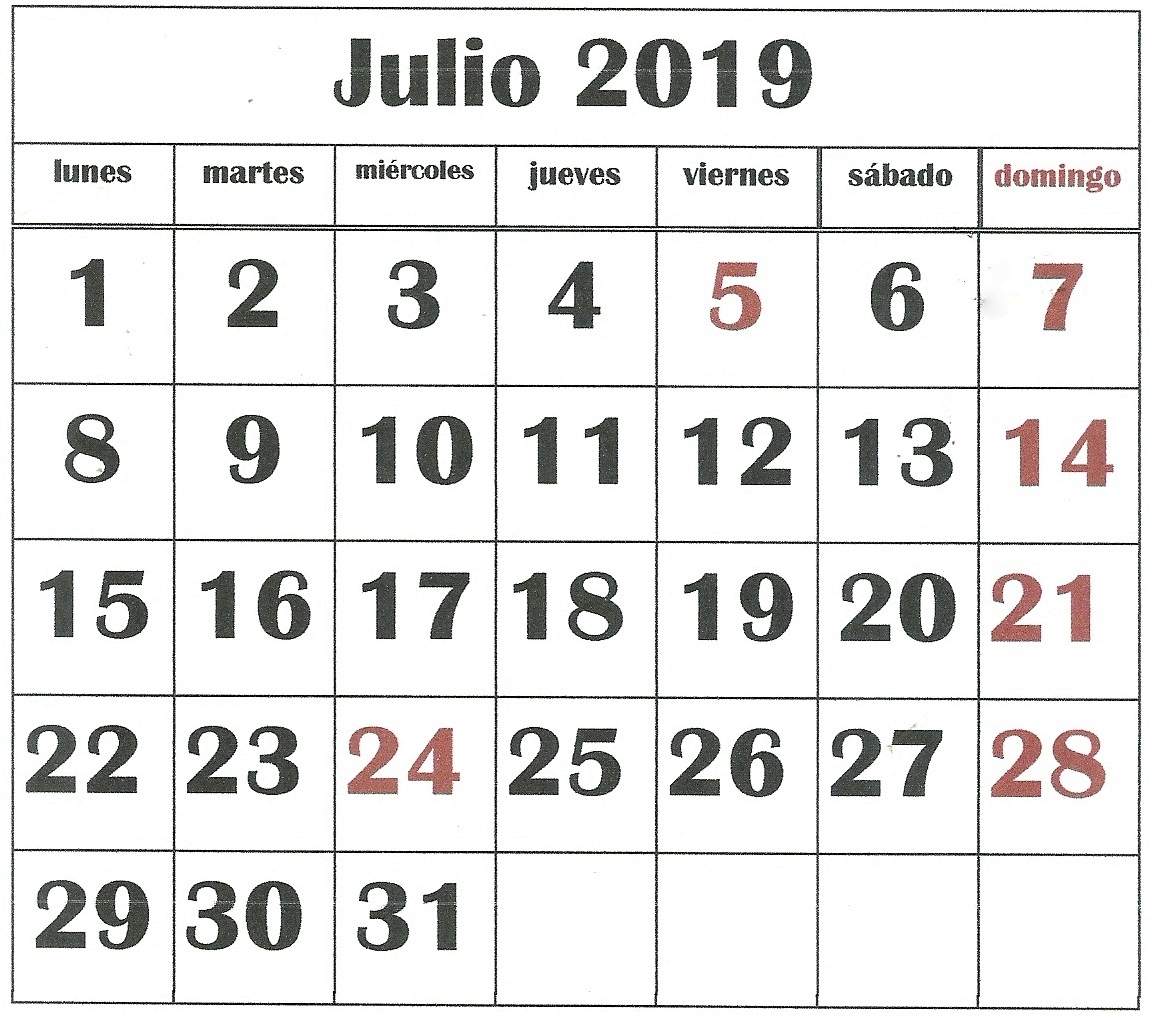 Julio 2019
lunes martes miércoles jueves viernes sábado domingo
1 2 3 4 5 6 7
8 9 10 11 12 13 14
15 16 17 18 19 20 21
22 23 24 25 26 27 28
29 30 31